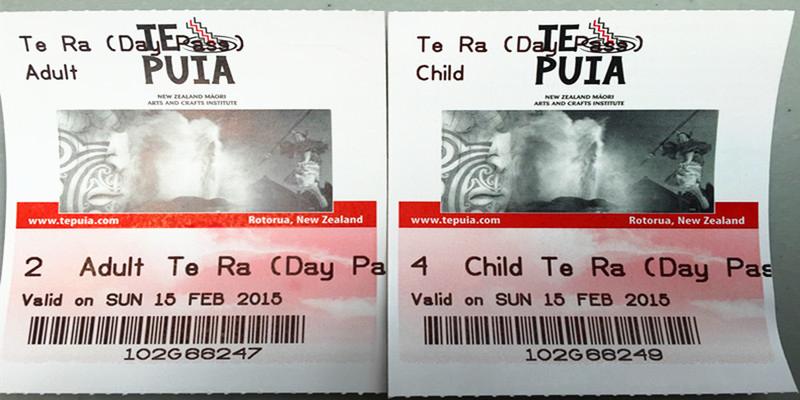 Te Ra (Day Pass)
Adult
TE
PUIA
NEW ZEALAND MĀORI
ARTS AND CRAFTS INSTITUTE
www.tepuia.com
Rotorua, New Zealand
2 Adult Te Ra (Day Pa
Valid on SUN 15 FEB 2015
102G66247
Te Ra (Day Pass)
Child
TE
PUIA
NEW ZEALAND MĀORI
ARTS AND CRAFTS INSTITUTE
www.tepuia.com
Rotorua, New Zealand
4 Child Te Ra (Day Pas
Valid on SUN 15 FEB 2015
102G66249